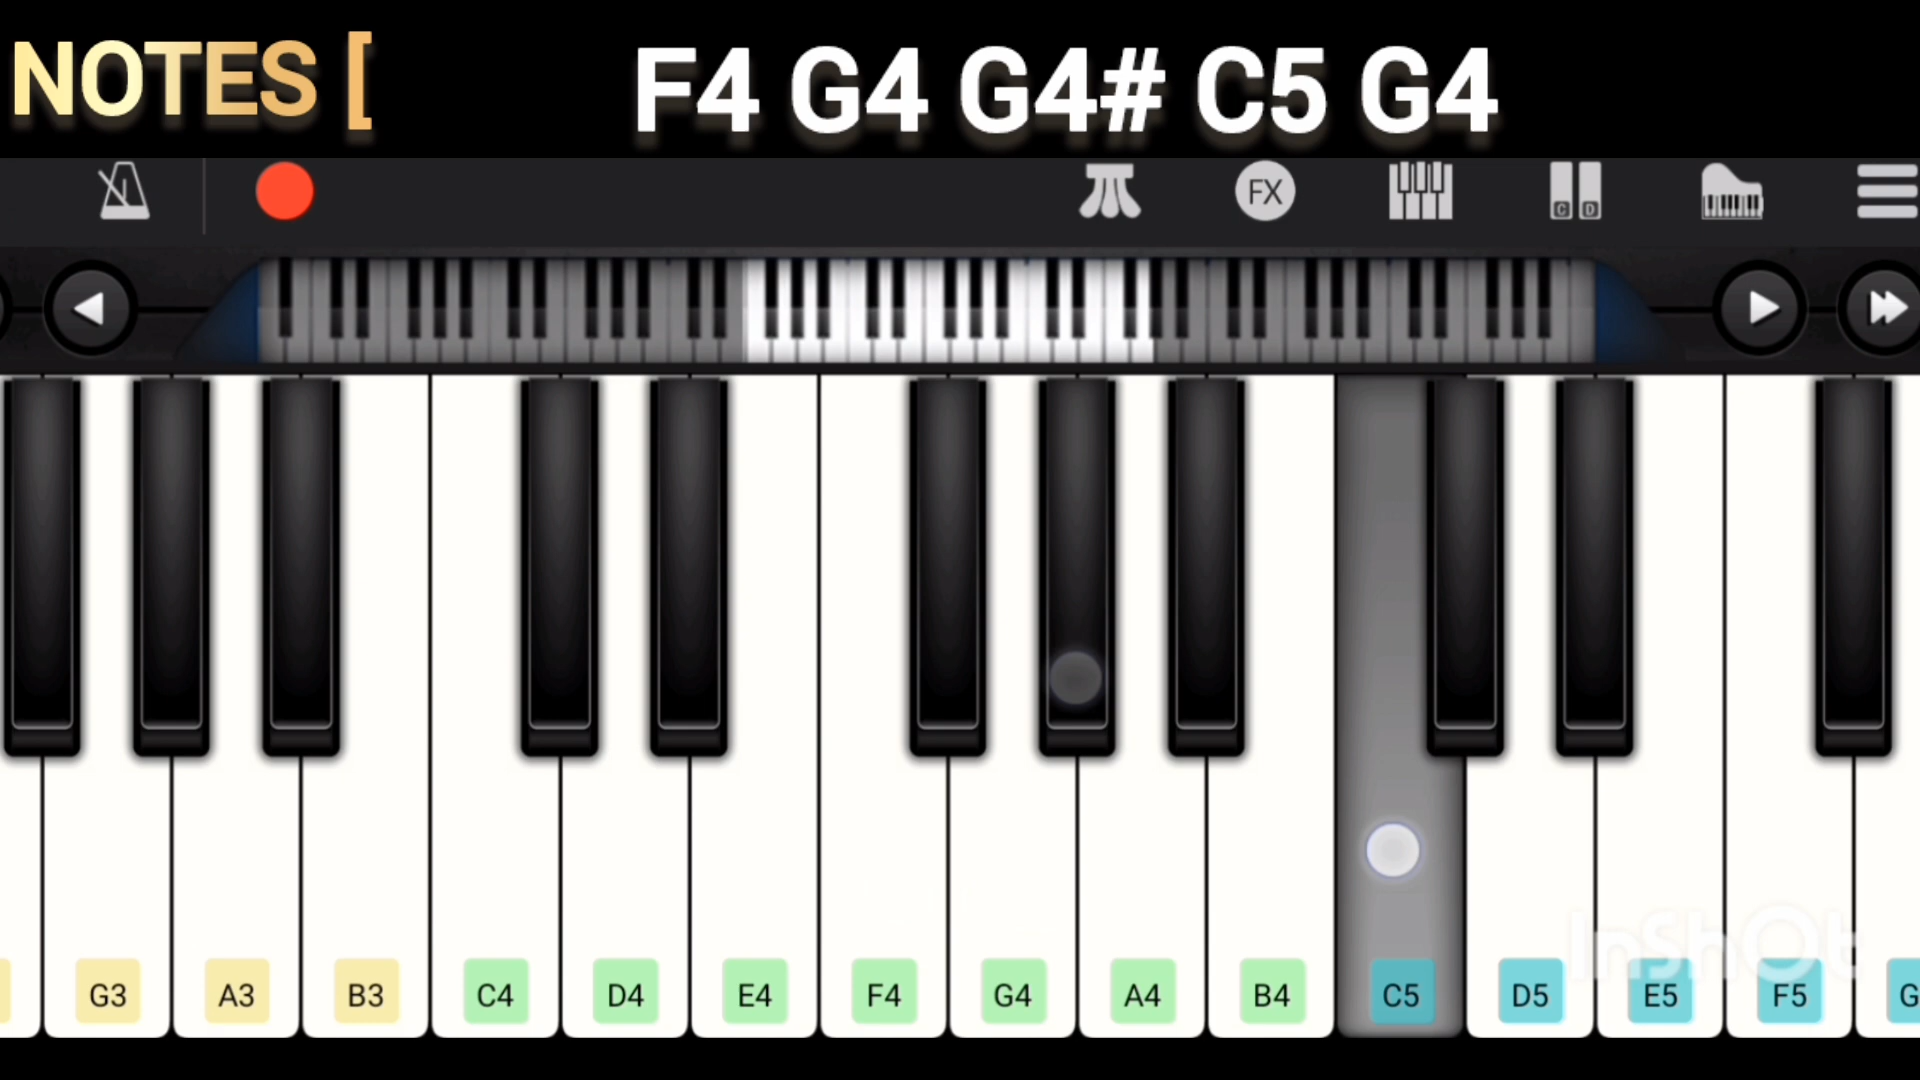 NOTES [ F4 G4 G4# C5 G4
FX
C D
G3 A3 B3 C4 D4 E4 F4 G4 A4 B4 C5 D5 E5 F5 G
InShOt